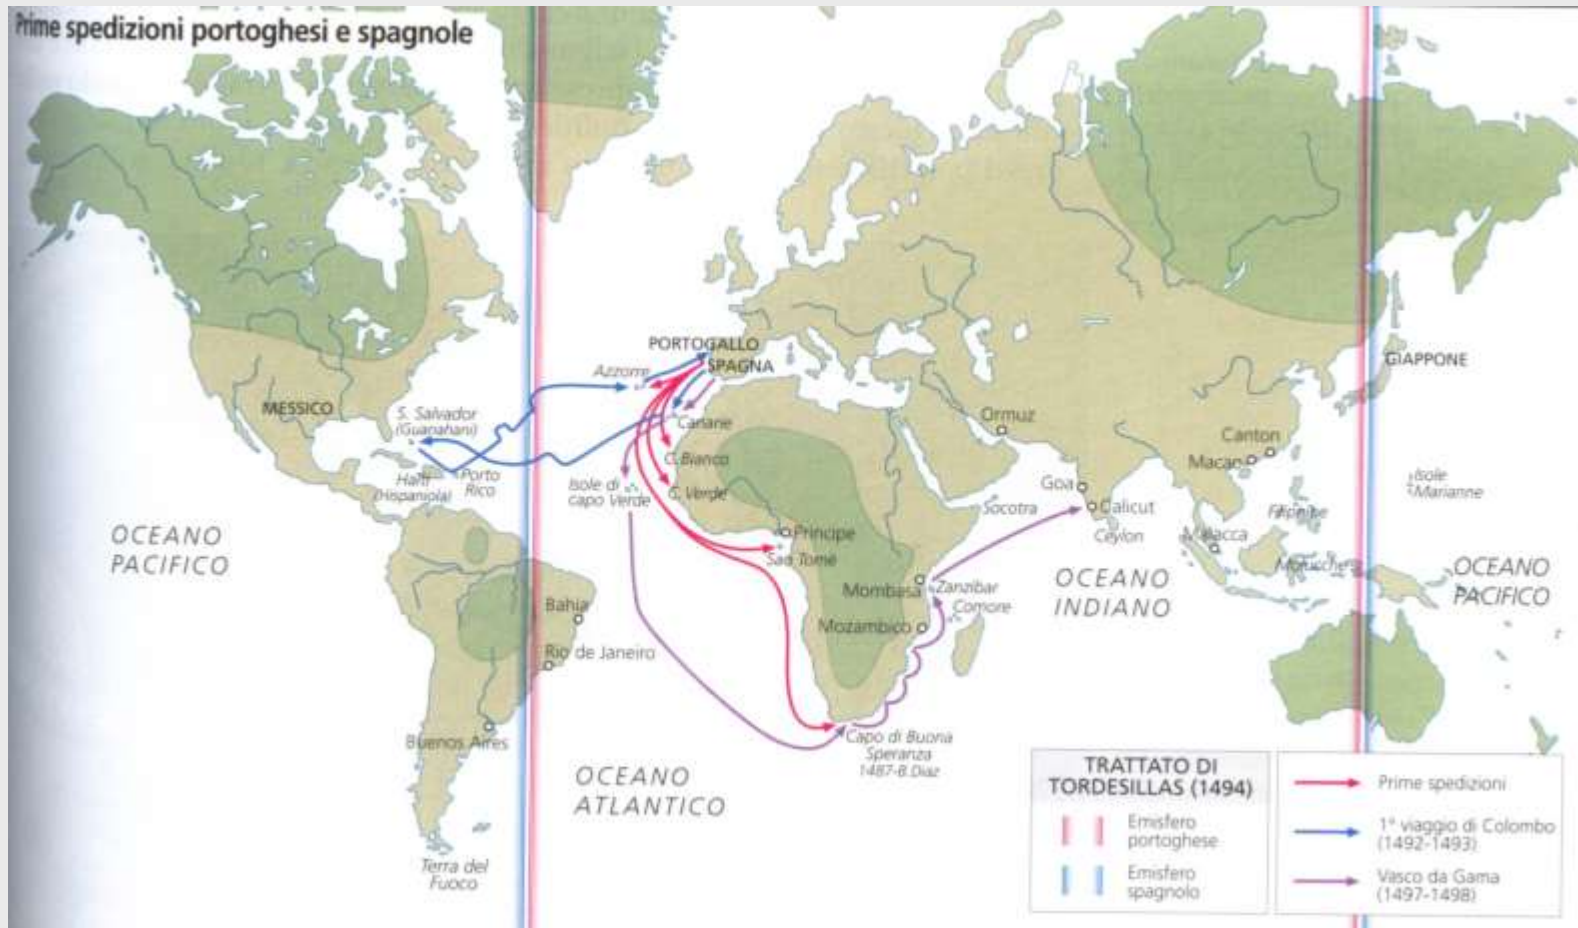 Prime spedizioni portoghesi e spagnole
PORTOGALLO
SPAGNA
Azzorre
GIAPPONE
MESSICO
S. Salvador
(Guanahani)
Canarie
Ormuz
Canton
Macao
C. Bianco
Haiti
(Hispaniola)
Porto
Rico
Isole di
capo Verde
C. Verde
Goa
Calicut
Ceylon
Socotra
Isole
Marianne
Filippine
OCEANO
PACIFICO
Principe
Sao Tomé
Malacca
Molucche
OCEANO
INDIANO
OCEANO
PACIFICO
Mombasa
Zanzibar
Comore
Mozambico
Bahia
Rio de Janeiro
Buenos Aires
Capo di Buona
Speranza
1487-B.Diaz
OCEANO
ATLANTICO
Terra del
Fuoco
TRATTATO DI
TORDESILLAS (1494)
Emisfero
portoghese
Emisfero
spagnolo
Prime spedizioni
1° viaggio di Colombo
(1492-1493)
Vasco da Gama
(1497-1498)